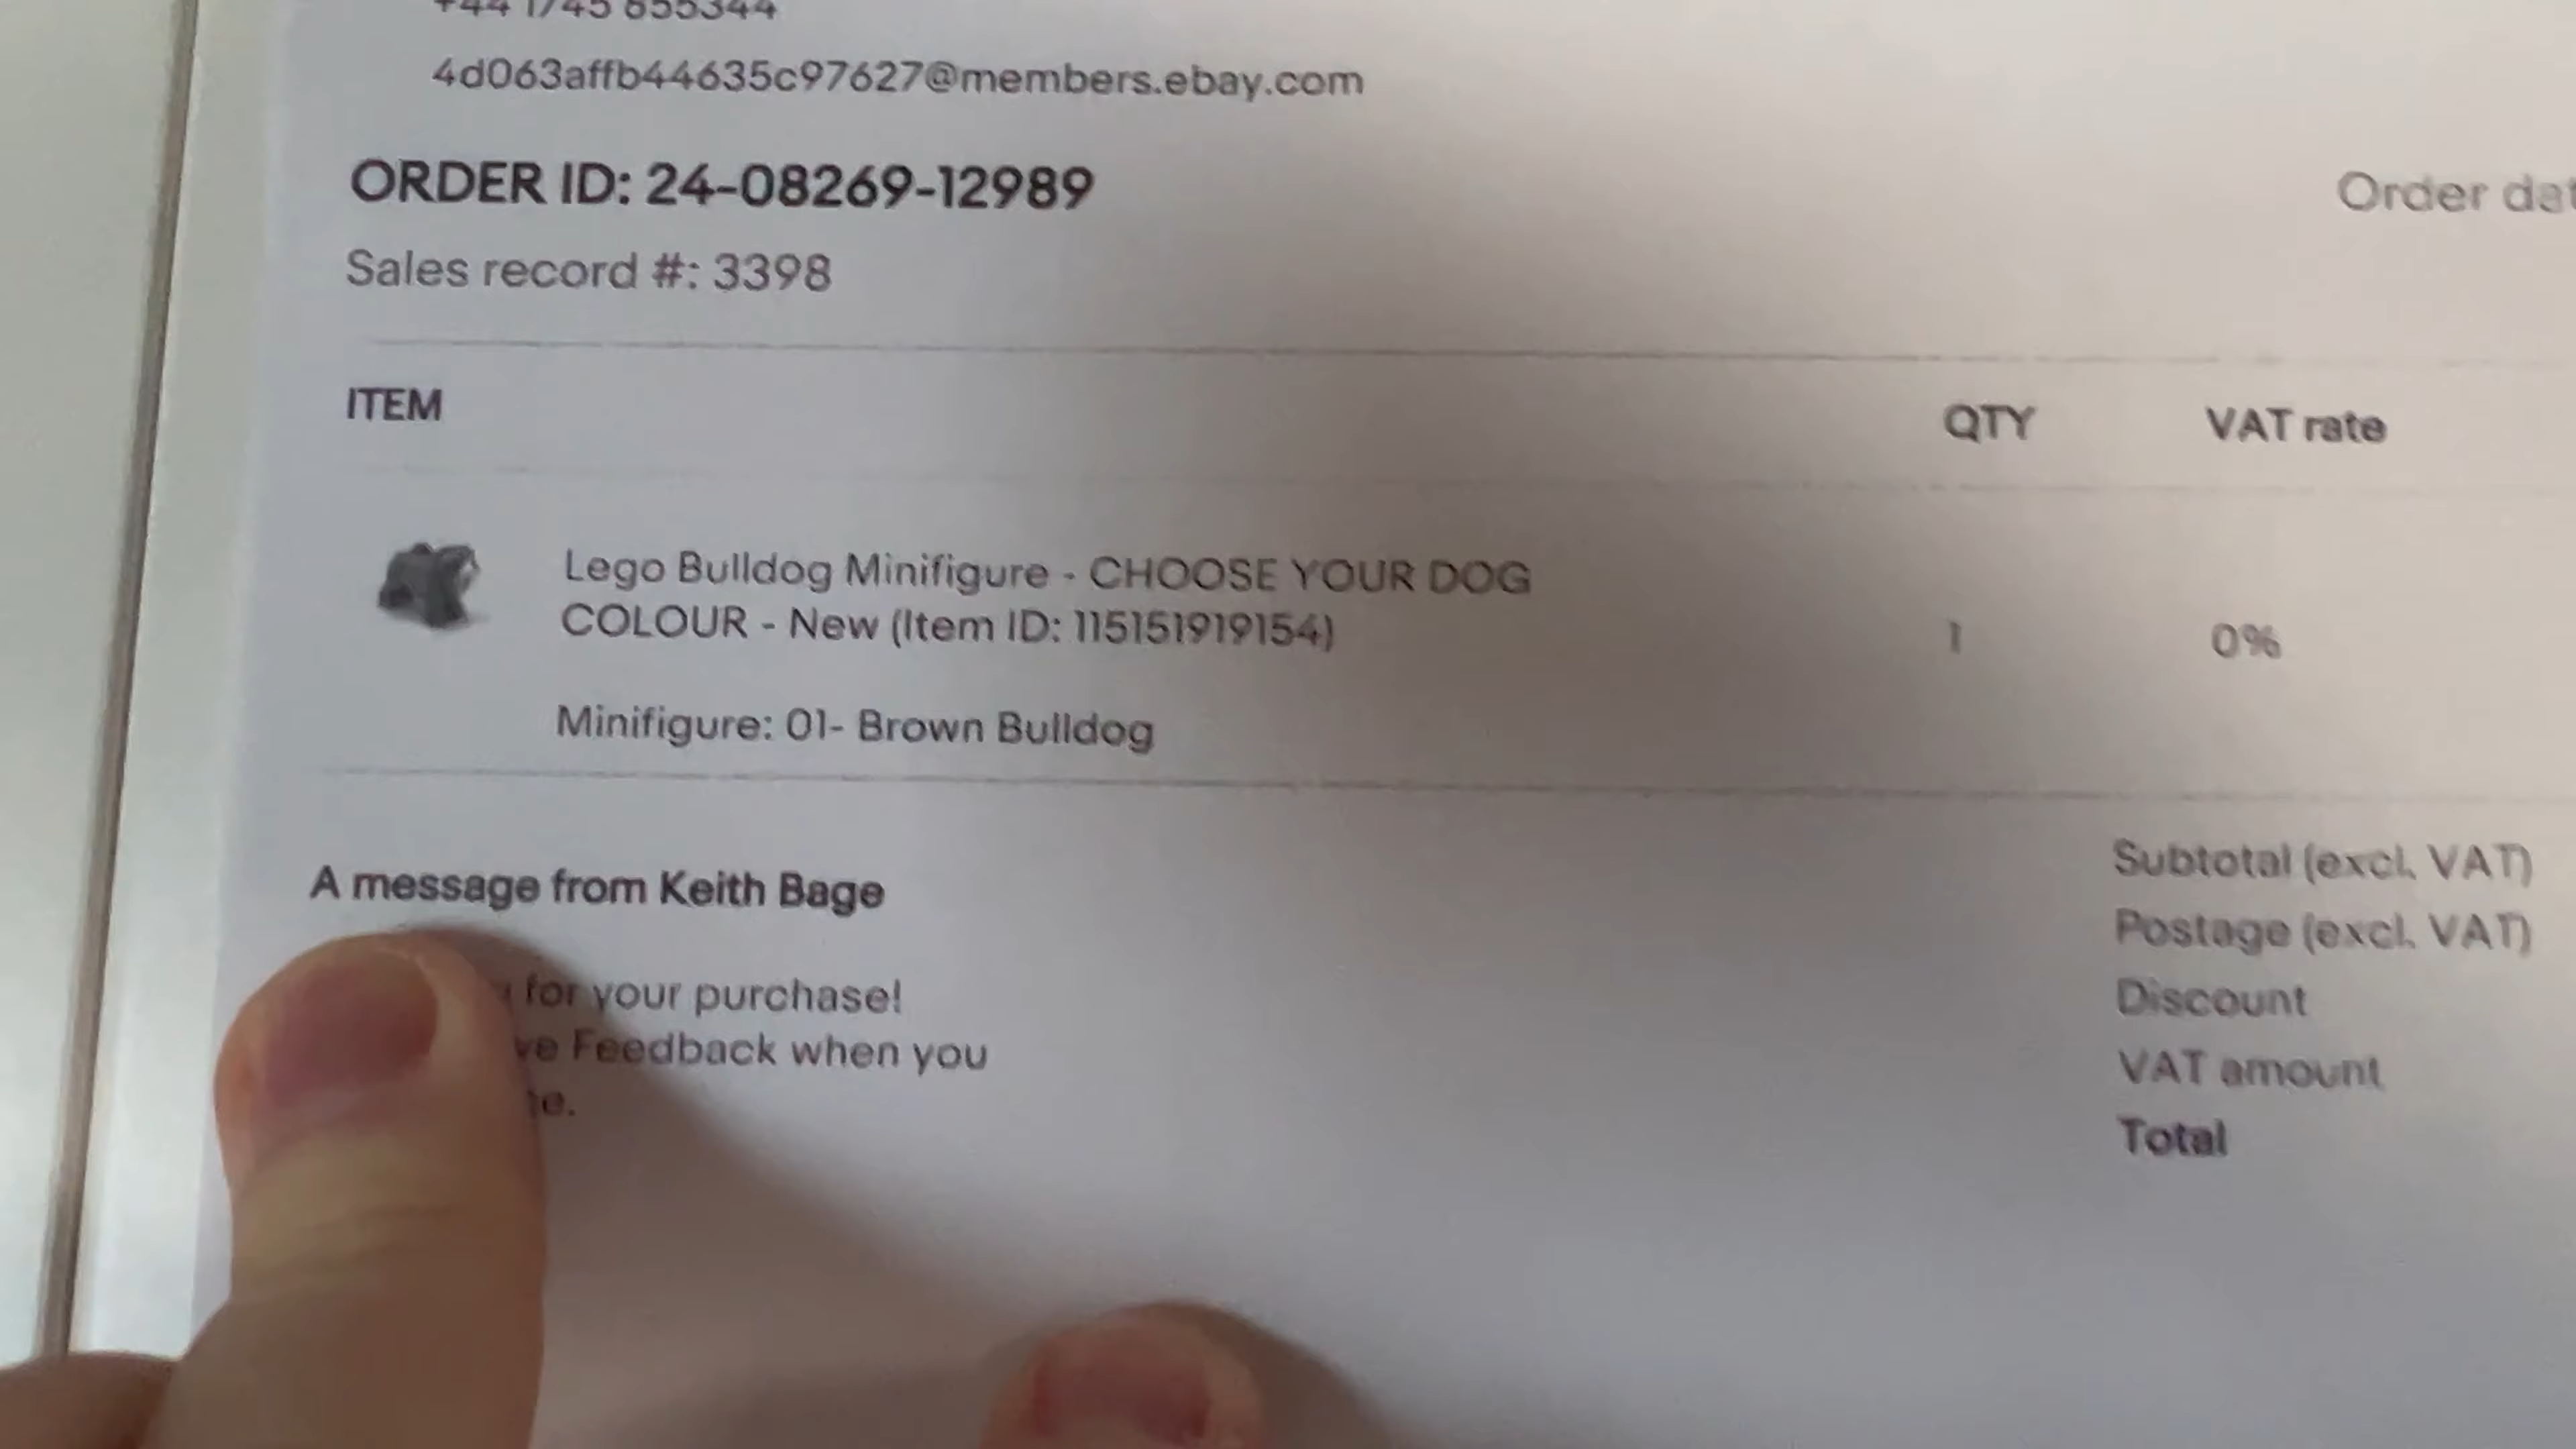 4d063affb44635c97627@members.ebay.com
ORDER ID: 24-08269-12989
Order
Sales record #: 3398
ITEM QTY VAT rate
Lego Bulldog Minifigure - CHOOSE YOUR DOG
COLOUR - New (Item ID: 115151919154)
1 0%
Minifigure: 01- Brown Bulldog
A message from Keith Bage
for your purchase!
Feedback when you
Subtotal (excl. VAT)
Postage (excl. VAT)
Discount
VAT amount
Total